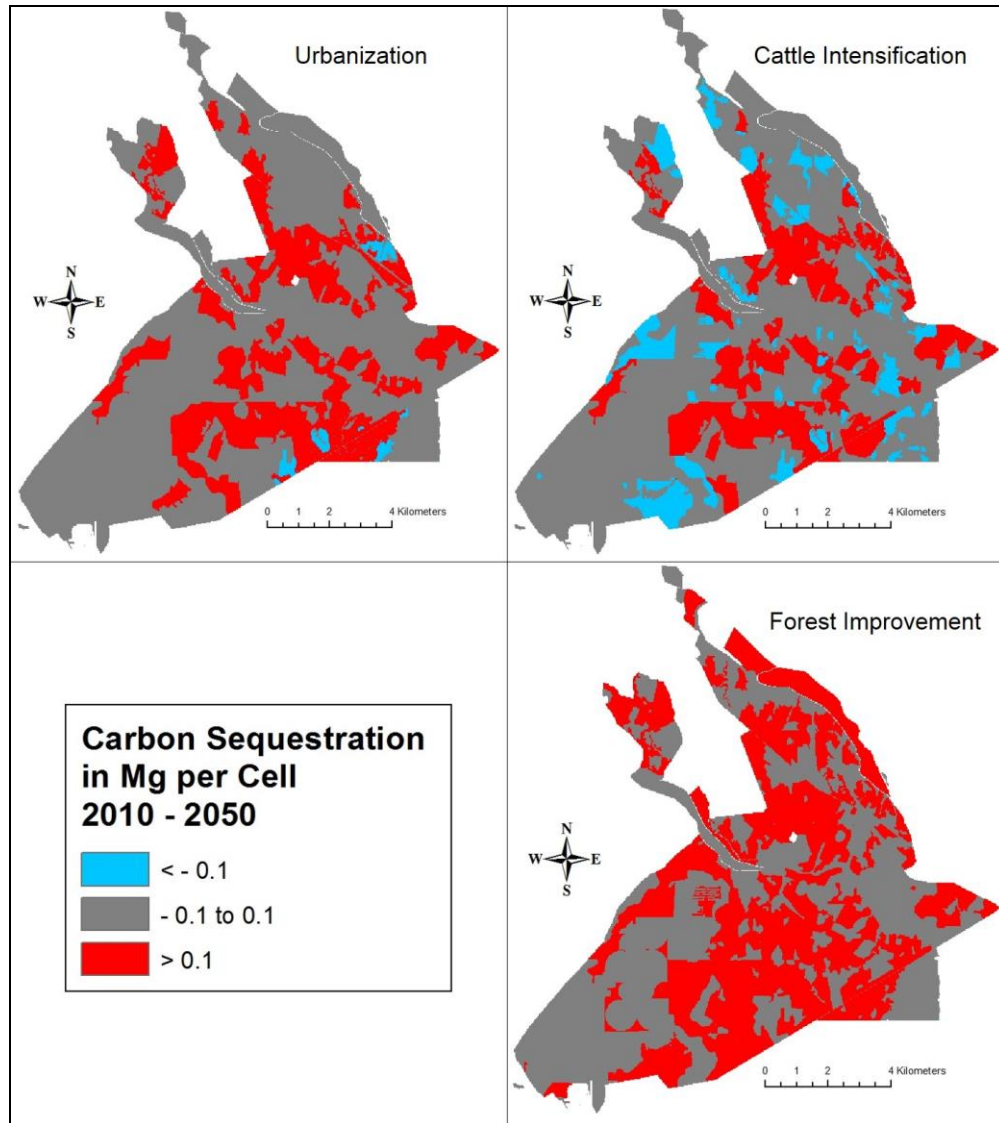 Urbanization
N
W E
S
0 1 2 4 Kilometers
Cattle Intensification
N
W E
S
0 1 2 4 Kilometers
Carbon Sequestration
in Mg per Cell
2010 - 2050
< - 0.1
- 0.1 to 0.1
> 0.1
Forest Improvement
N
W E
S
0 1 2 4 Kilometers